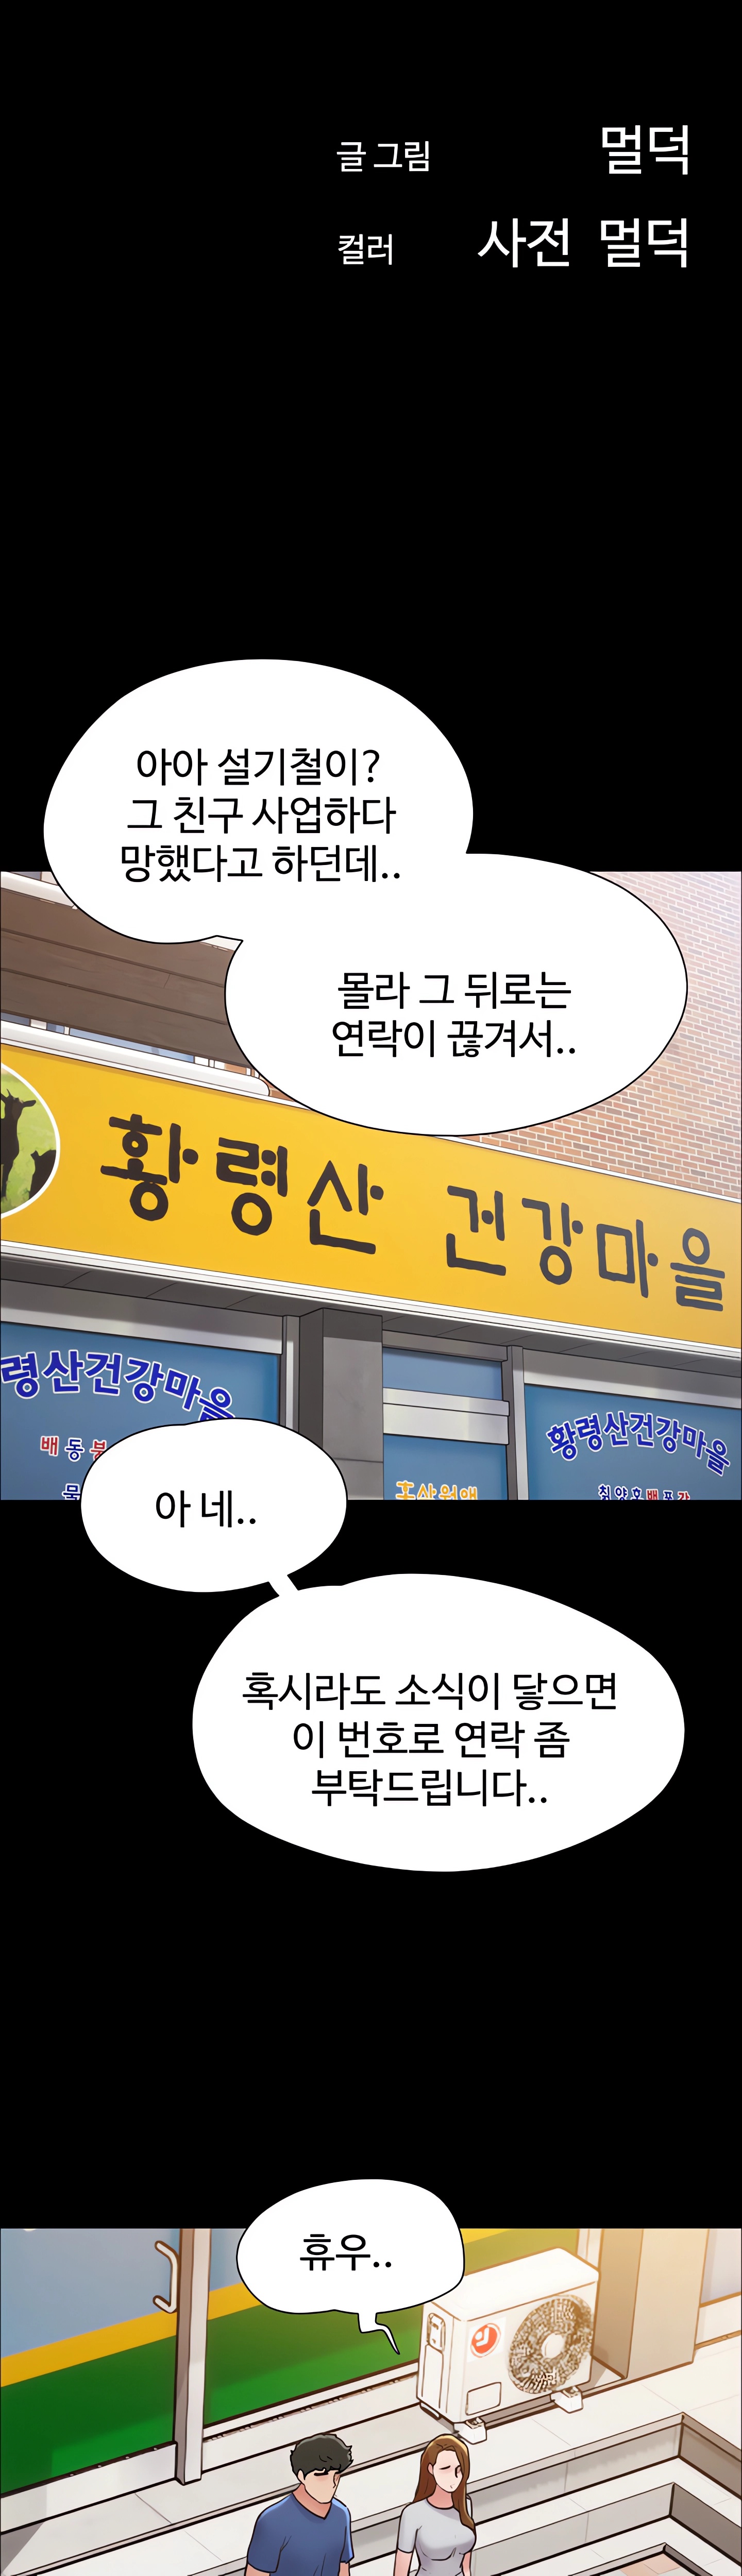 글 그림 멀덕
컬러 사전 멀덕
아아 설기철이?
그 친구 사업하다
망했다고 하던데..
몰라 그 뒤로는
연락이 끊겨서..
황령산 건강마을
령산건강마을
배동
황령산건강마을
아 네..
혹시라도 소식이 닿으면
이 번호로 연락 좀
부탁드립니다..
휴우..